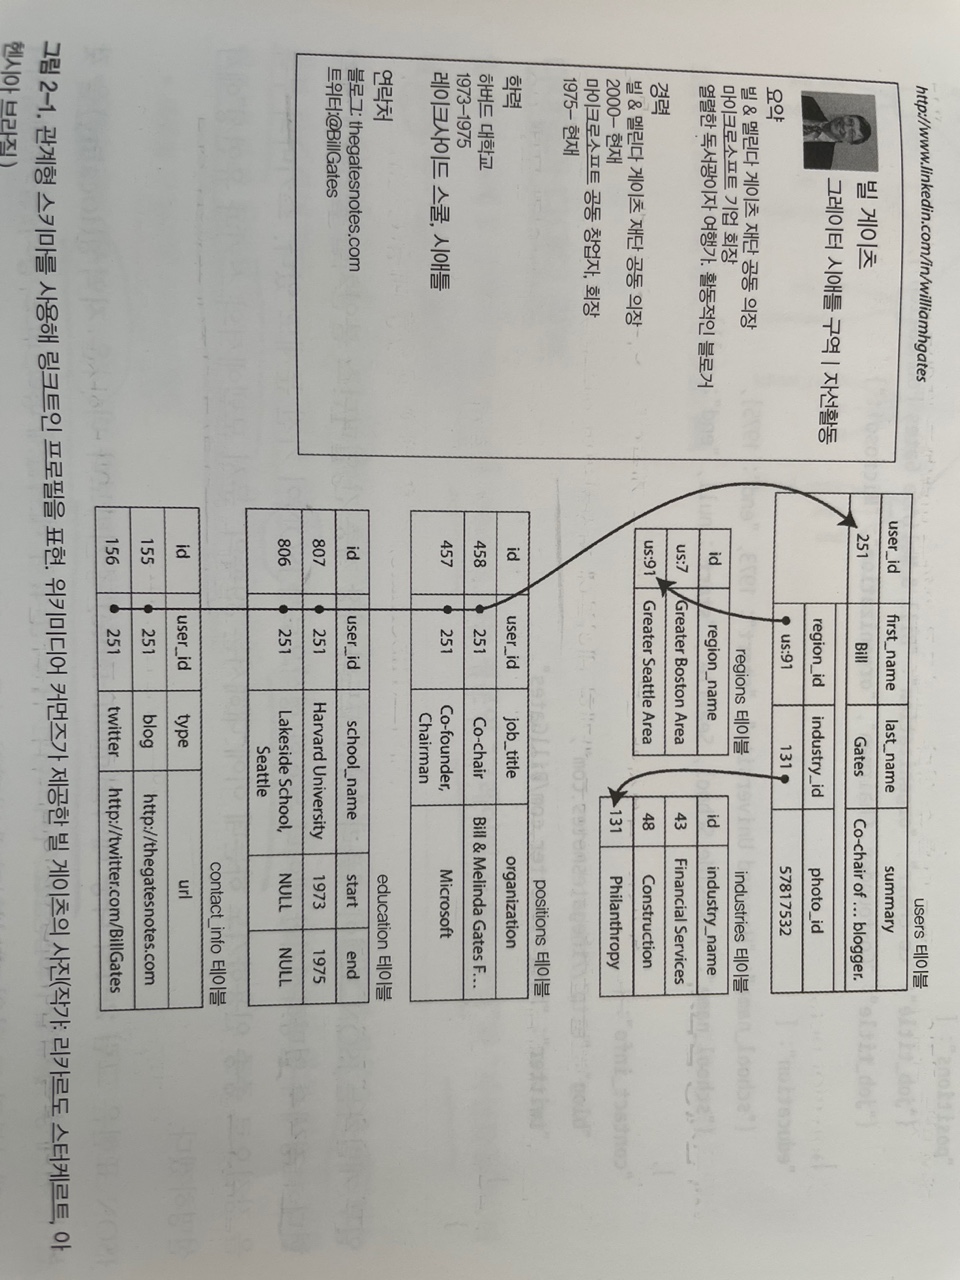 http://www.linkedin.com/in/williamhgates
빌 게이츠
그레이터 시애틀 구역 | 자선활동
요약
빌 & 멜린다 게이츠 재단 공동 의장
마이크로소프트 기업 회장
열렬한 독서광이자 여행가. 활동적인 블로거
경력
빌 & 멜린다 게이츠 재단 공동 의장
2000– 현재
마이크로소프트 공동 창업자, 회장
1975– 현재
학력
하버드 대학교
1973–1975
레이크사이드 스쿨, 시애틀
연락처
블로그: thegatesnotes.com
트위터:@BillGates
users 테이블
user_id first_name last_name summary
251 Bill Gates Co-chair of ... blogger.
region_id industry_id photo_id
us:91 131 57817532
regions 테이블
id region_name
us:7 Greater Boston Area
us:91 Greater Seattle Area
industries 테이블
id industry_name
43 Financial Services
48 Construction
131 Philanthropy
positions 테이블
id user_id job_title organization
458 251 Co-chair Bill & Melinda Gates F...
457 251 Co-founder, Microsoft
Chairman
education 테이블
id user_id school_name start end
807 251 Harvard University 1973 1975
806 251 Lakeside School, NULL NULL
Seattle
contact_info 테이블
id user_id type url
155 251 blog http://thegatesnotes.com
156 251 twitter http://twitter.com/BillGates
그림 2-1. 관계형 스키마를 사용해 링크트인 프로필을 표현. 위키미디어 커먼즈가 제공한 빌 게이츠의 사진(작가: 리카르도 스터케르트, 아
헨시아 브라질)